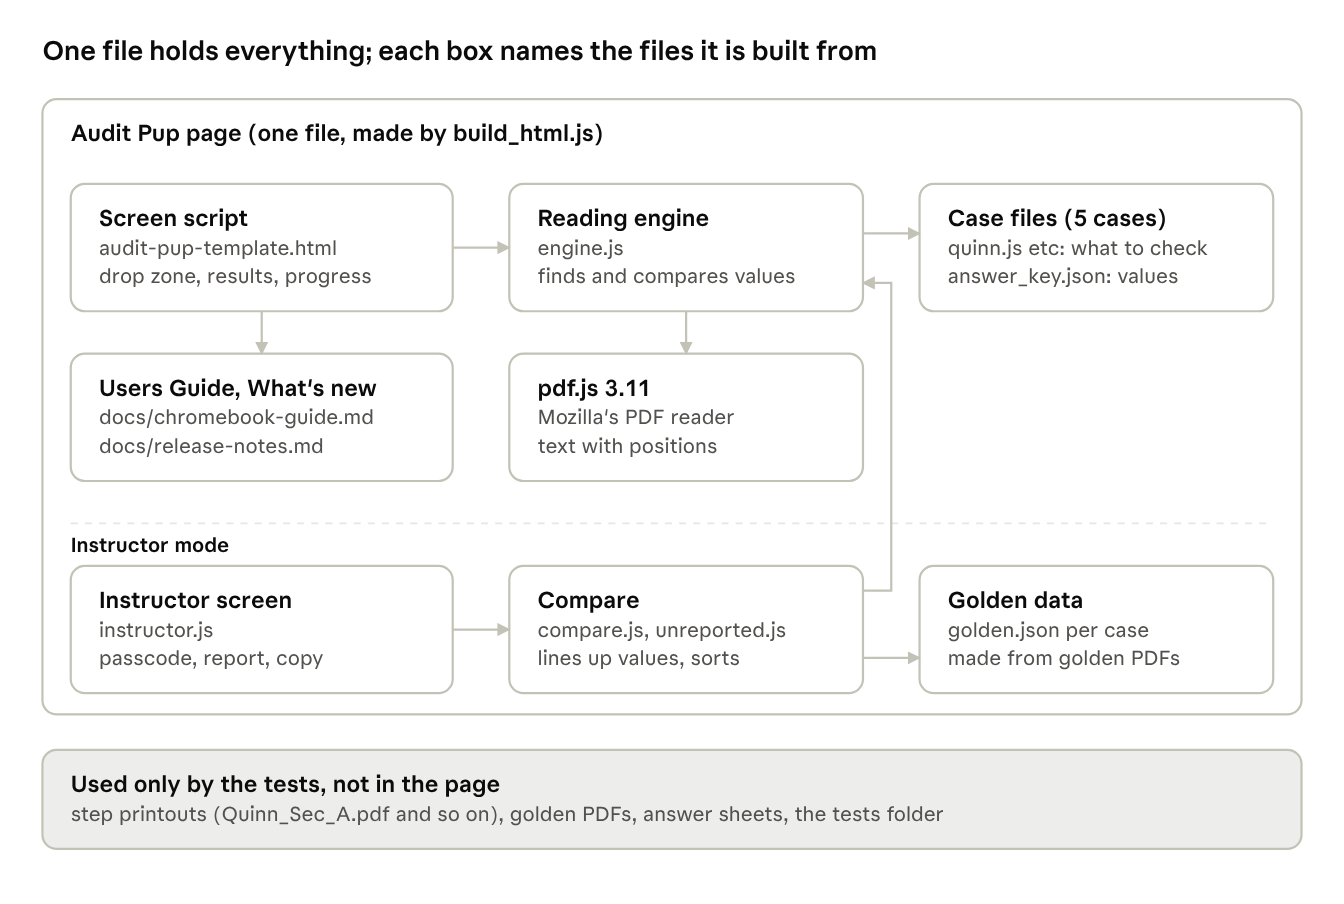 One file holds everything; each box names the files it is built from
Audit Pup page (one file, made by build_html.js)
Screen script
audit-pup-template.html
drop zone, results, progress
Reading engine
engine.js
finds and compares values
Case files (5 cases)
quinn.js etc: what to check
answer_key.json: values
Users Guide, What's new
docs/chromebook-guide.md
docs/release-notes.md
pdf.js 3.11
Mozilla's PDF reader
text with positions
Instructor mode
Instructor screen
instructor.js
passcode, report, copy
Compare
compare.js, unreported.js
lines up values, sorts
Golden data
golden.json per case
made from golden PDFs
Used only by the tests, not in the page
step printouts (Quinn_Sec_A.pdf and so on), golden PDFs, answer sheets, the tests folder